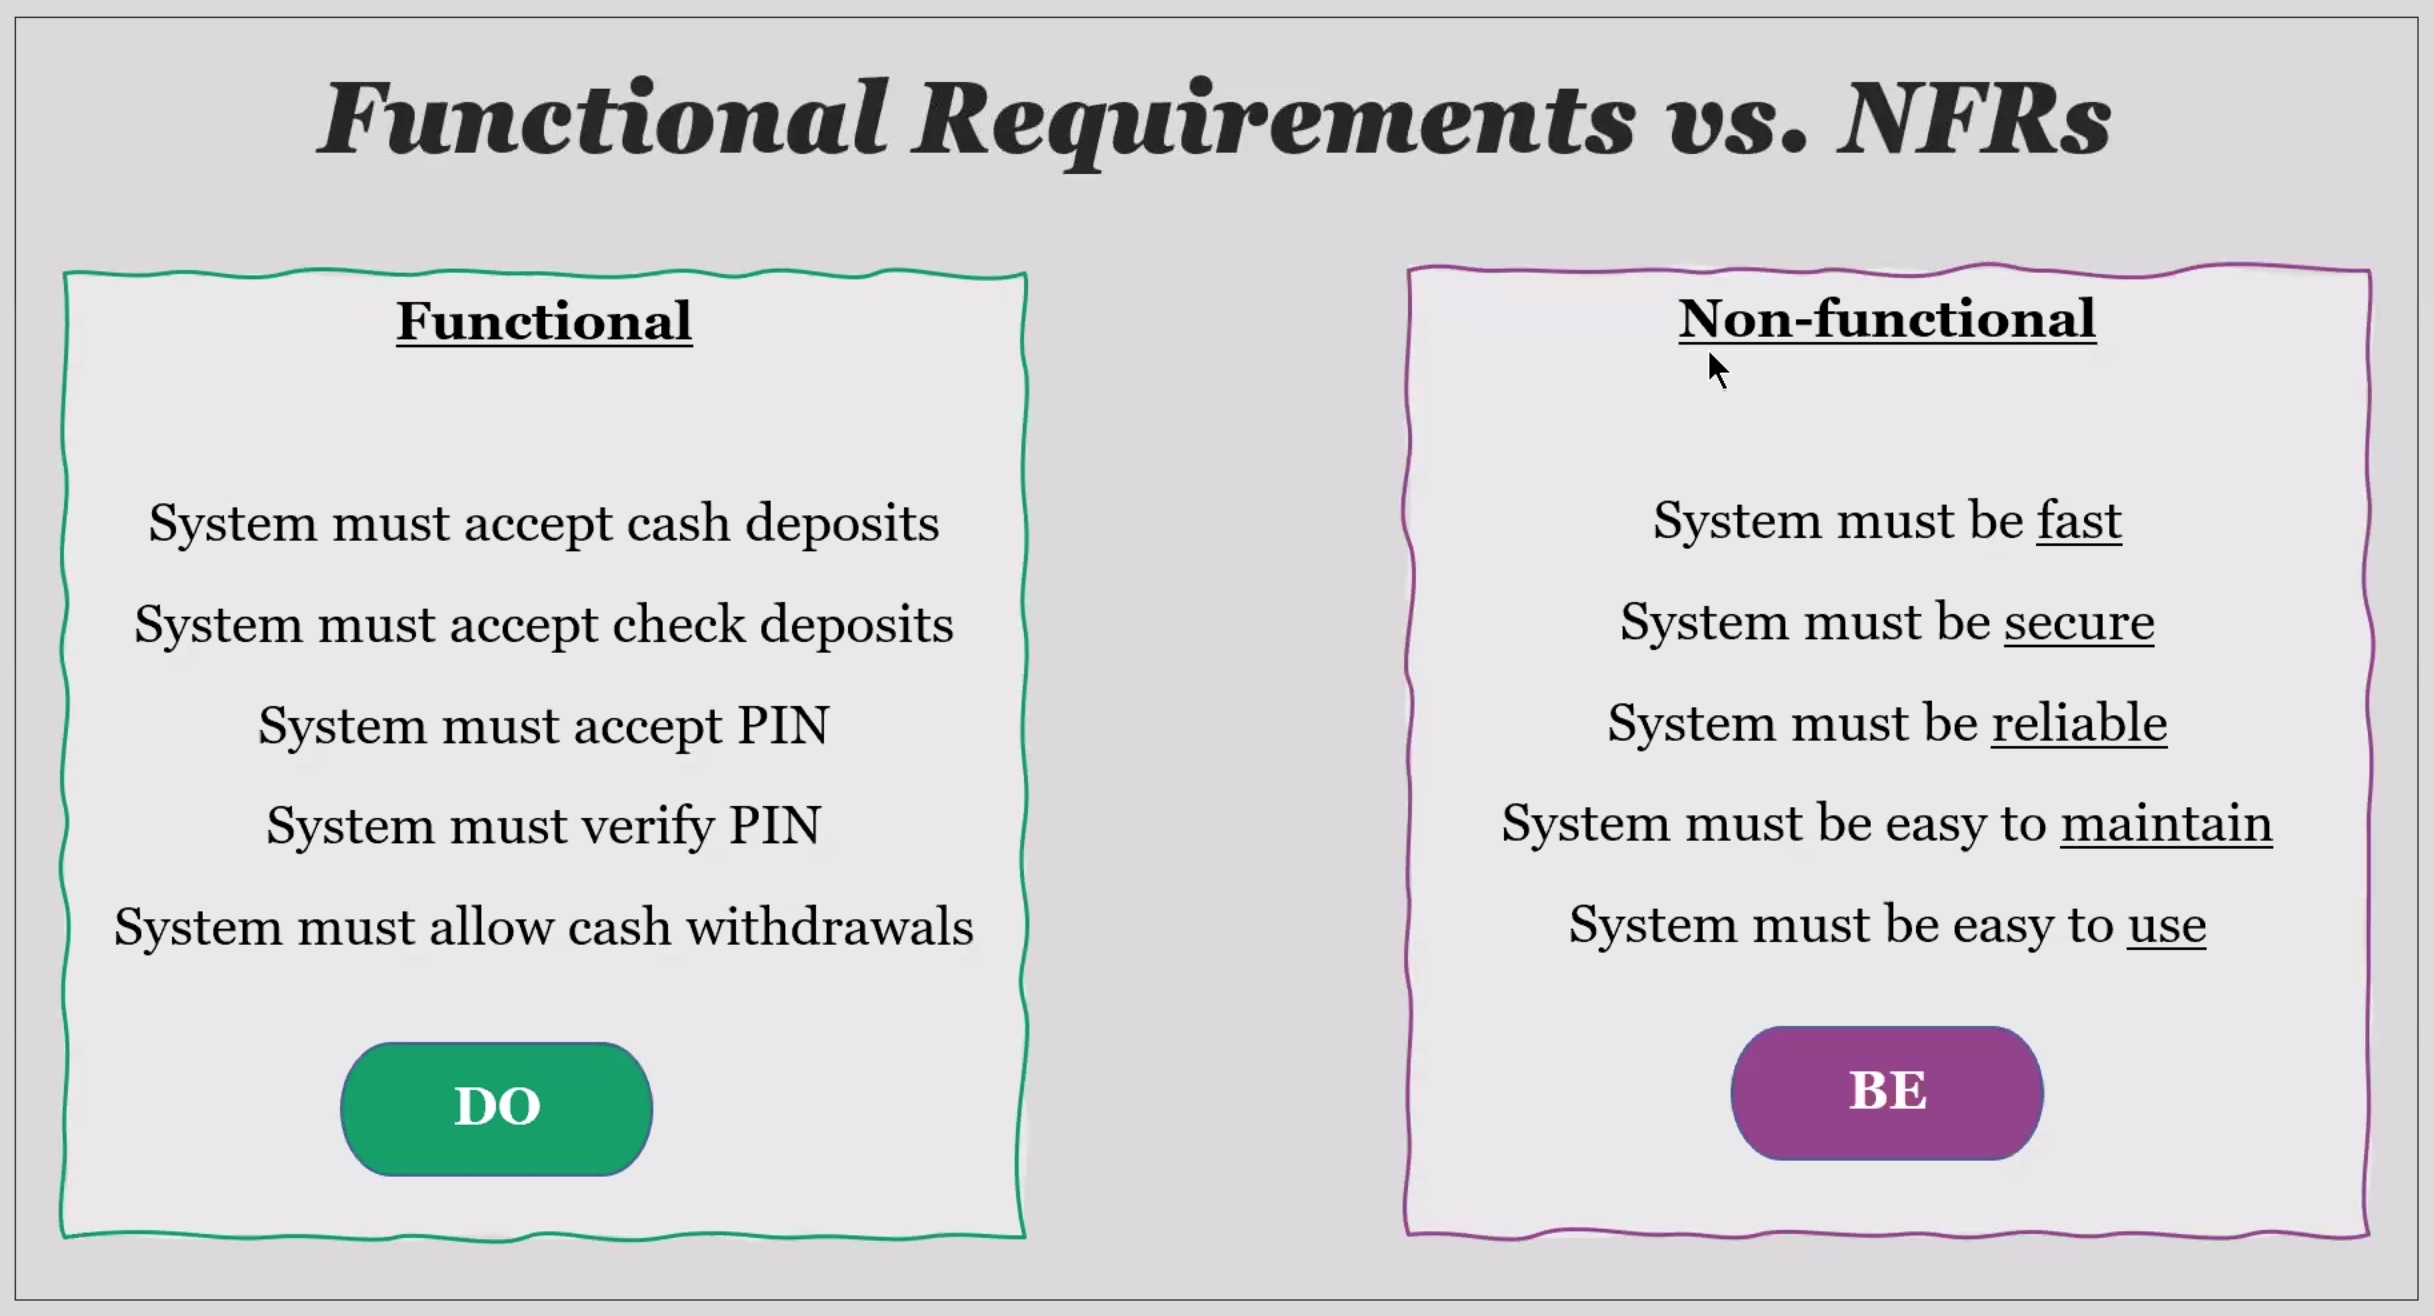 Functional Requirements vs. NFRs
Functional
System must accept cash deposits
System must accept check deposits
System must accept PIN
System must verify PIN
System must allow cash withdrawals
DO
Non-functional
System must be fast
System must be secure
System must be reliable
System must be easy to maintain
System must be easy to use
BE